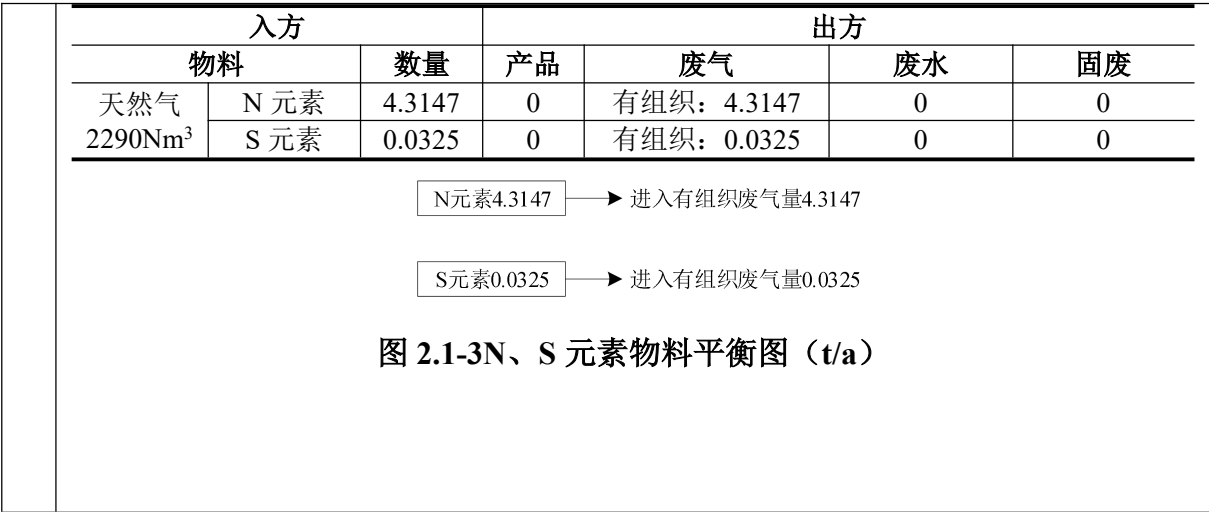 入方 出方
物料 数量 产品 废气 废水 固废
天然气 2290Nm³ N 元素 4.3147 0 有组织：4.3147 0 0
S 元素 0.0325 0 有组织：0.0325 0 0
N元素4.3147 进入有组织废气量4.3147
S元素0.0325 进入有组织废气量0.0325
图 2.1-3N、S 元素物料平衡图（t/a）